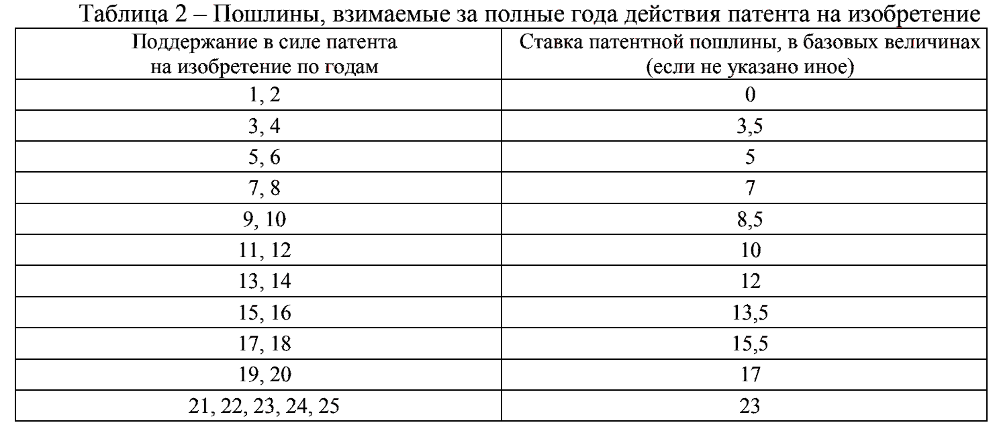 Таблица 2 – Пошлины, взимаемые за полные года действия патента на изобретение
Поддержание в силе патента
на изобретение по годам
Ставка патентной пошлины, в базовых величинах
(если не указано иное)
1, 2 0
3, 4 3,5
5, 6 5
7, 8 7
9, 10 8,5
11, 12 10
13, 14 12
15, 16 13,5
17, 18 15,5
19, 20 17
21, 22, 23, 24, 25 23